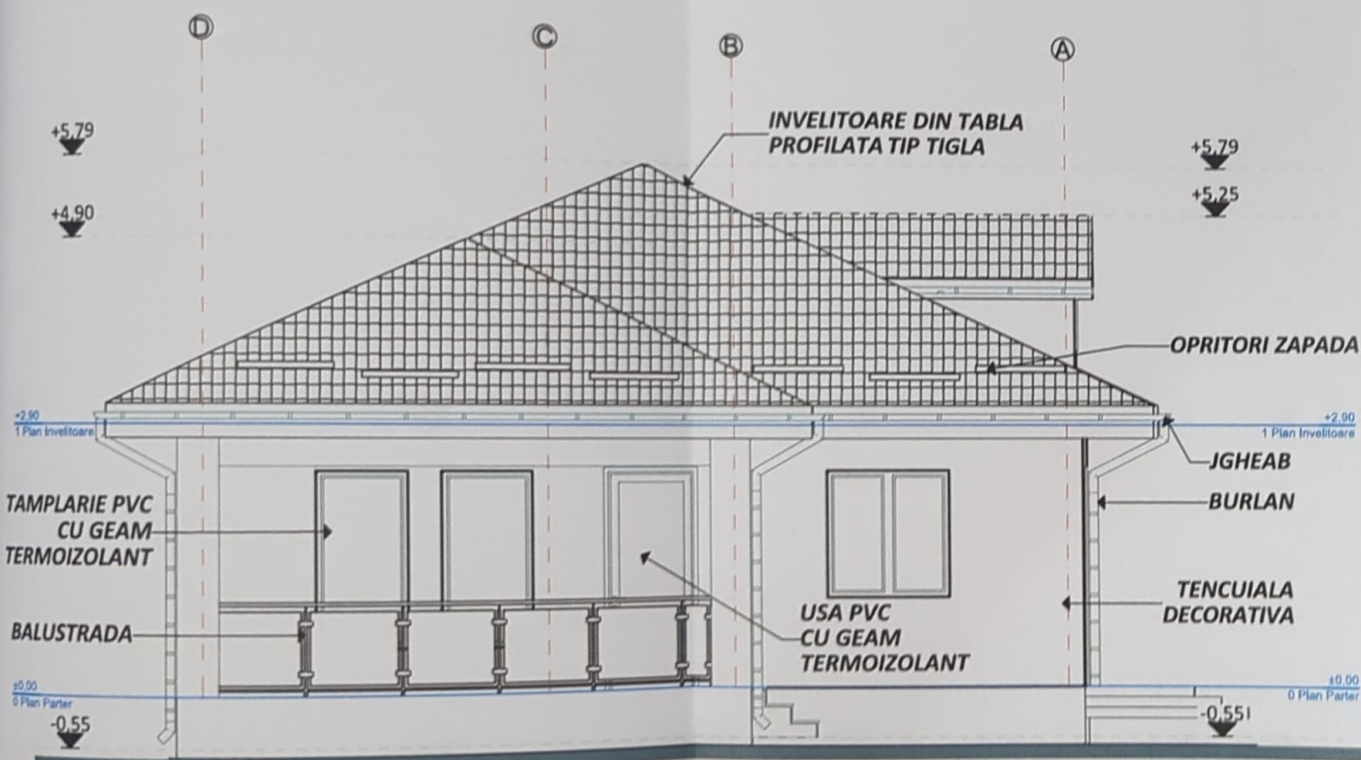 D
C
B
A
+5,79
+4,90
INVELITOARE DIN TABLA
PROFILATA TIP TIGLA
+5,79
+5,25
OPRITORI ZAPADA
+2,90
1 Plan Invelitoare
+2,90
1 Plan Invelitoare
JGHEAB
BURLAN
TAMPLARIE PVC
CU GEAM
TERMOIZOLANT
TENCUIALA
DECORATIVA
BALUSTRADA
USA PVC
CU GEAM
TERMOIZOLANT
±0,00
0 Plan Parter
±0,00
0 Plan Parter
-0,55
-0,55